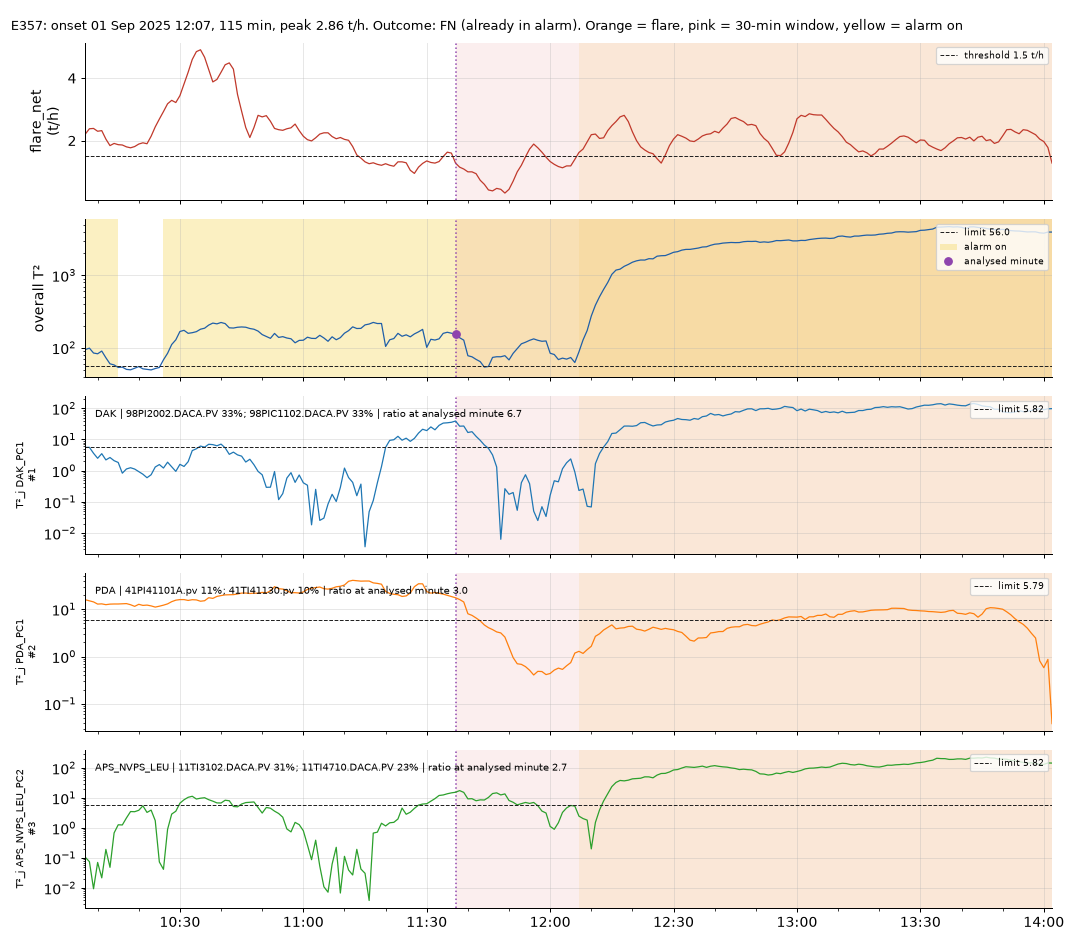 E357: onset 01 Sep 2025 12:07, 115 min, peak 2.86 t/h. Outcome: FN (already in alarm). Orange = flare, pink = 30-min window, yellow = alarm on
flare_net
(t/h)
4
2
threshold 1.5 t/h
overall T²
10³
10²
limit 56.0
alarm on
analysed minute
T²_j DAK_PC1
#1
10²
10¹
10⁰
10⁻¹
10⁻²
DAK | 98PI2002.DACA.PV 33%; 98PIC1102.DACA.PV 33% | ratio at analysed minute 6.7
limit 5.82
T²_j PDA_PC1
#2
10¹
10⁰
10⁻¹
PDA | 41PI41101A.pv 11%; 41TI41130.pv 10% | ratio at analysed minute 3.0
limit 5.79
T²_j APS_NVPS_LEU_PC2
#3
10²
10¹
10⁰
10⁻¹
10⁻²
APS_NVPS_LEU | 11TI3102.DACA.PV 31%; 11TI4710.DACA.PV 23% | ratio at analysed minute 2.7
limit 5.82
10:30 11:00 11:30 12:00 12:30 13:00 13:30 14:00